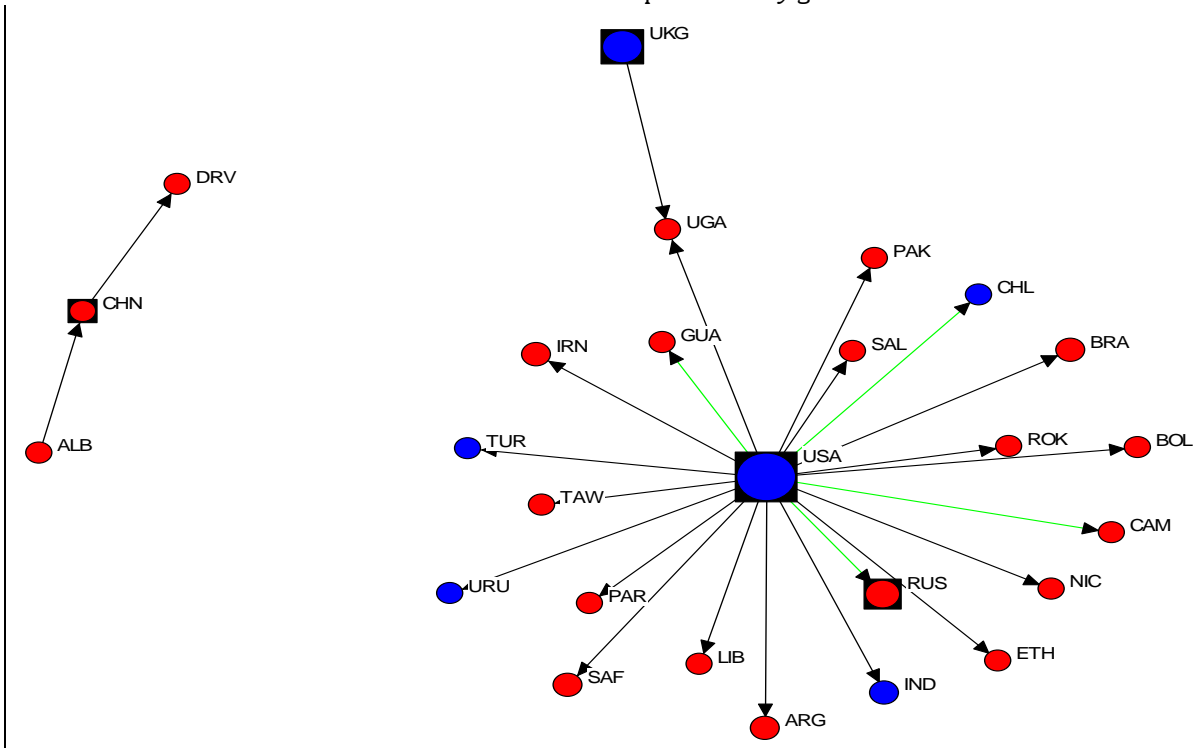 UKG
DRV
UGA
PAK
CHL
CHN
GUA
IRN
SAL
BRA
ALB
TUR
USA
ROK
BOL
TAW
CAM
URU
PAR
RUS
NIC
SAF
LIB
IND
ETH
ARG